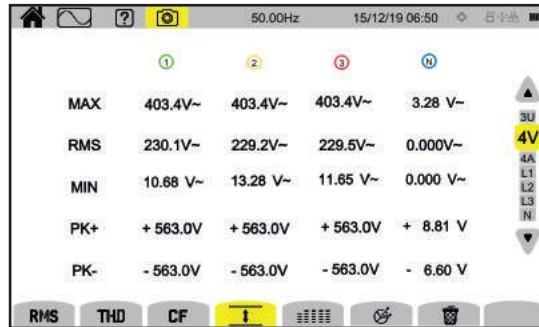 ? 50.00Hz 15/12/19 06:50
1 2 3 N
MAX 403.4V~ 403.4V~ 403.4V~ 3.28 V~
RMS 230.1V~ 229.2V~ 229.5V~ 0.000V~
MIN 10.68 V~ 13.28 V~ 11.65 V~ 0.000 V~
PK+ + 563.0V + 563.0V + 563.0V + 8.81 V
PK- - 563.0V - 563.0V - 563.0V - 6.60 V
3U
4V
4A
L1
L2
L3
N
RMS THD CF